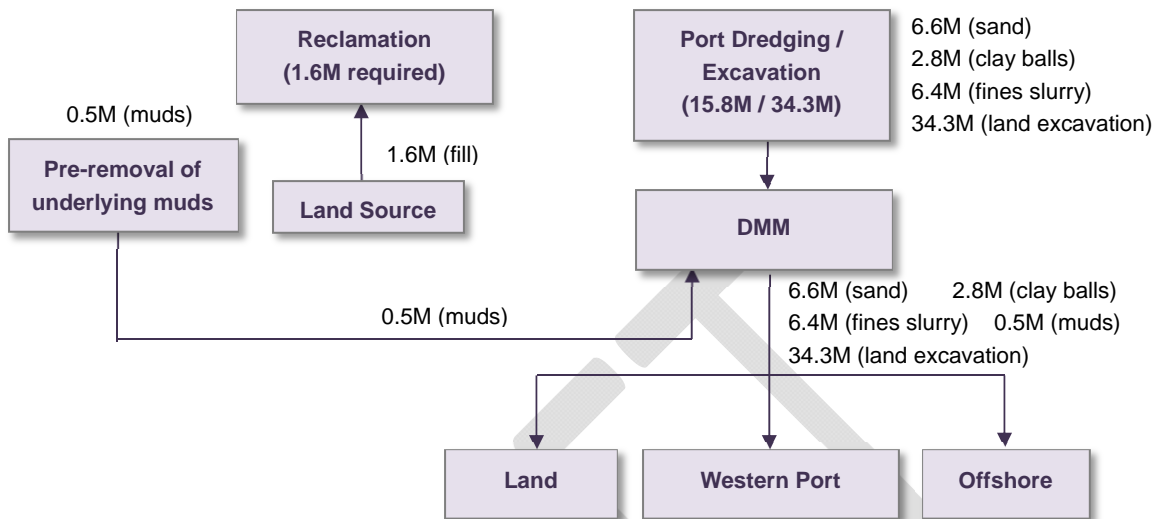 Reclamation
(1.6M required)
Port Dredging /
Excavation
(15.8M / 34.3M)
6.6M (sand)
2.8M (clay balls)
6.4M (fines slurry)
34.3M (land excavation)
0.5M (muds)
Pre-removal of
underlying muds
1.6M (fill)
Land Source
DMM
0.5M (muds)
6.6M (sand) 2.8M (clay balls)
6.4M (fines slurry) 0.5M (muds)
34.3M (land excavation)
Land
Western Port
Offshore